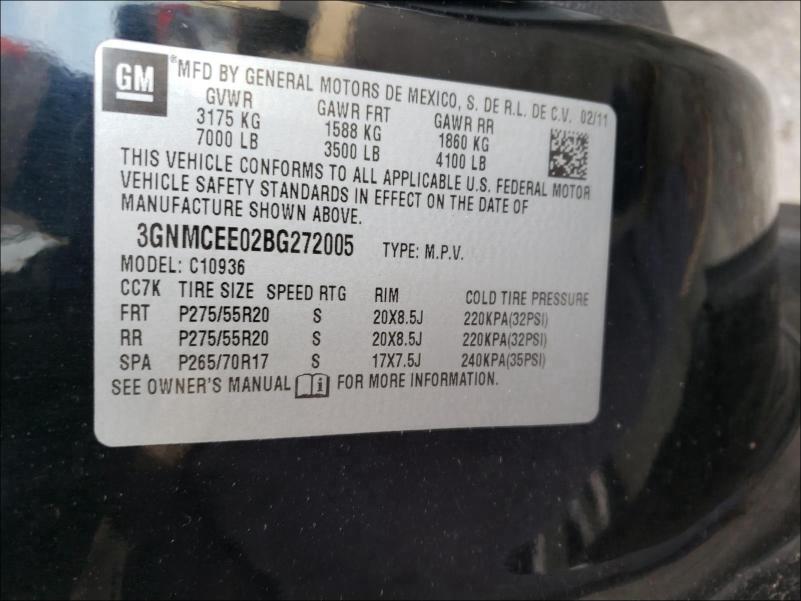 GM ® MFD BY GENERAL MOTORS DE MEXICO, S. DE R.L. DE C.V. 02/11
GVWR GAWR FRT GAWR RR
3175 KG 1588 KG 1860 KG
7000 LB 3500 LB 4100 LB
THIS VEHICLE CONFORMS TO ALL APPLICABLE U.S. FEDERAL MOTOR
VEHICLE SAFETY STANDARDS IN EFFECT ON THE DATE OF
MANUFACTURE SHOWN ABOVE.
3GNMCEE02BG272005 TYPE: M.P.V.
MODEL: C10936
CC7K TIRE SIZE SPEED RTG RIM COLD TIRE PRESSURE
FRT P275/55R20 S 20X8.5J 220KPA(32PSI)
RR P275/55R20 S 20X8.5J 220KPA(32PSI)
SPA P265/70R17 S 17X7.5J 240KPA(35PSI)
SEE OWNER'S MANUAL i FOR MORE INFORMATION.